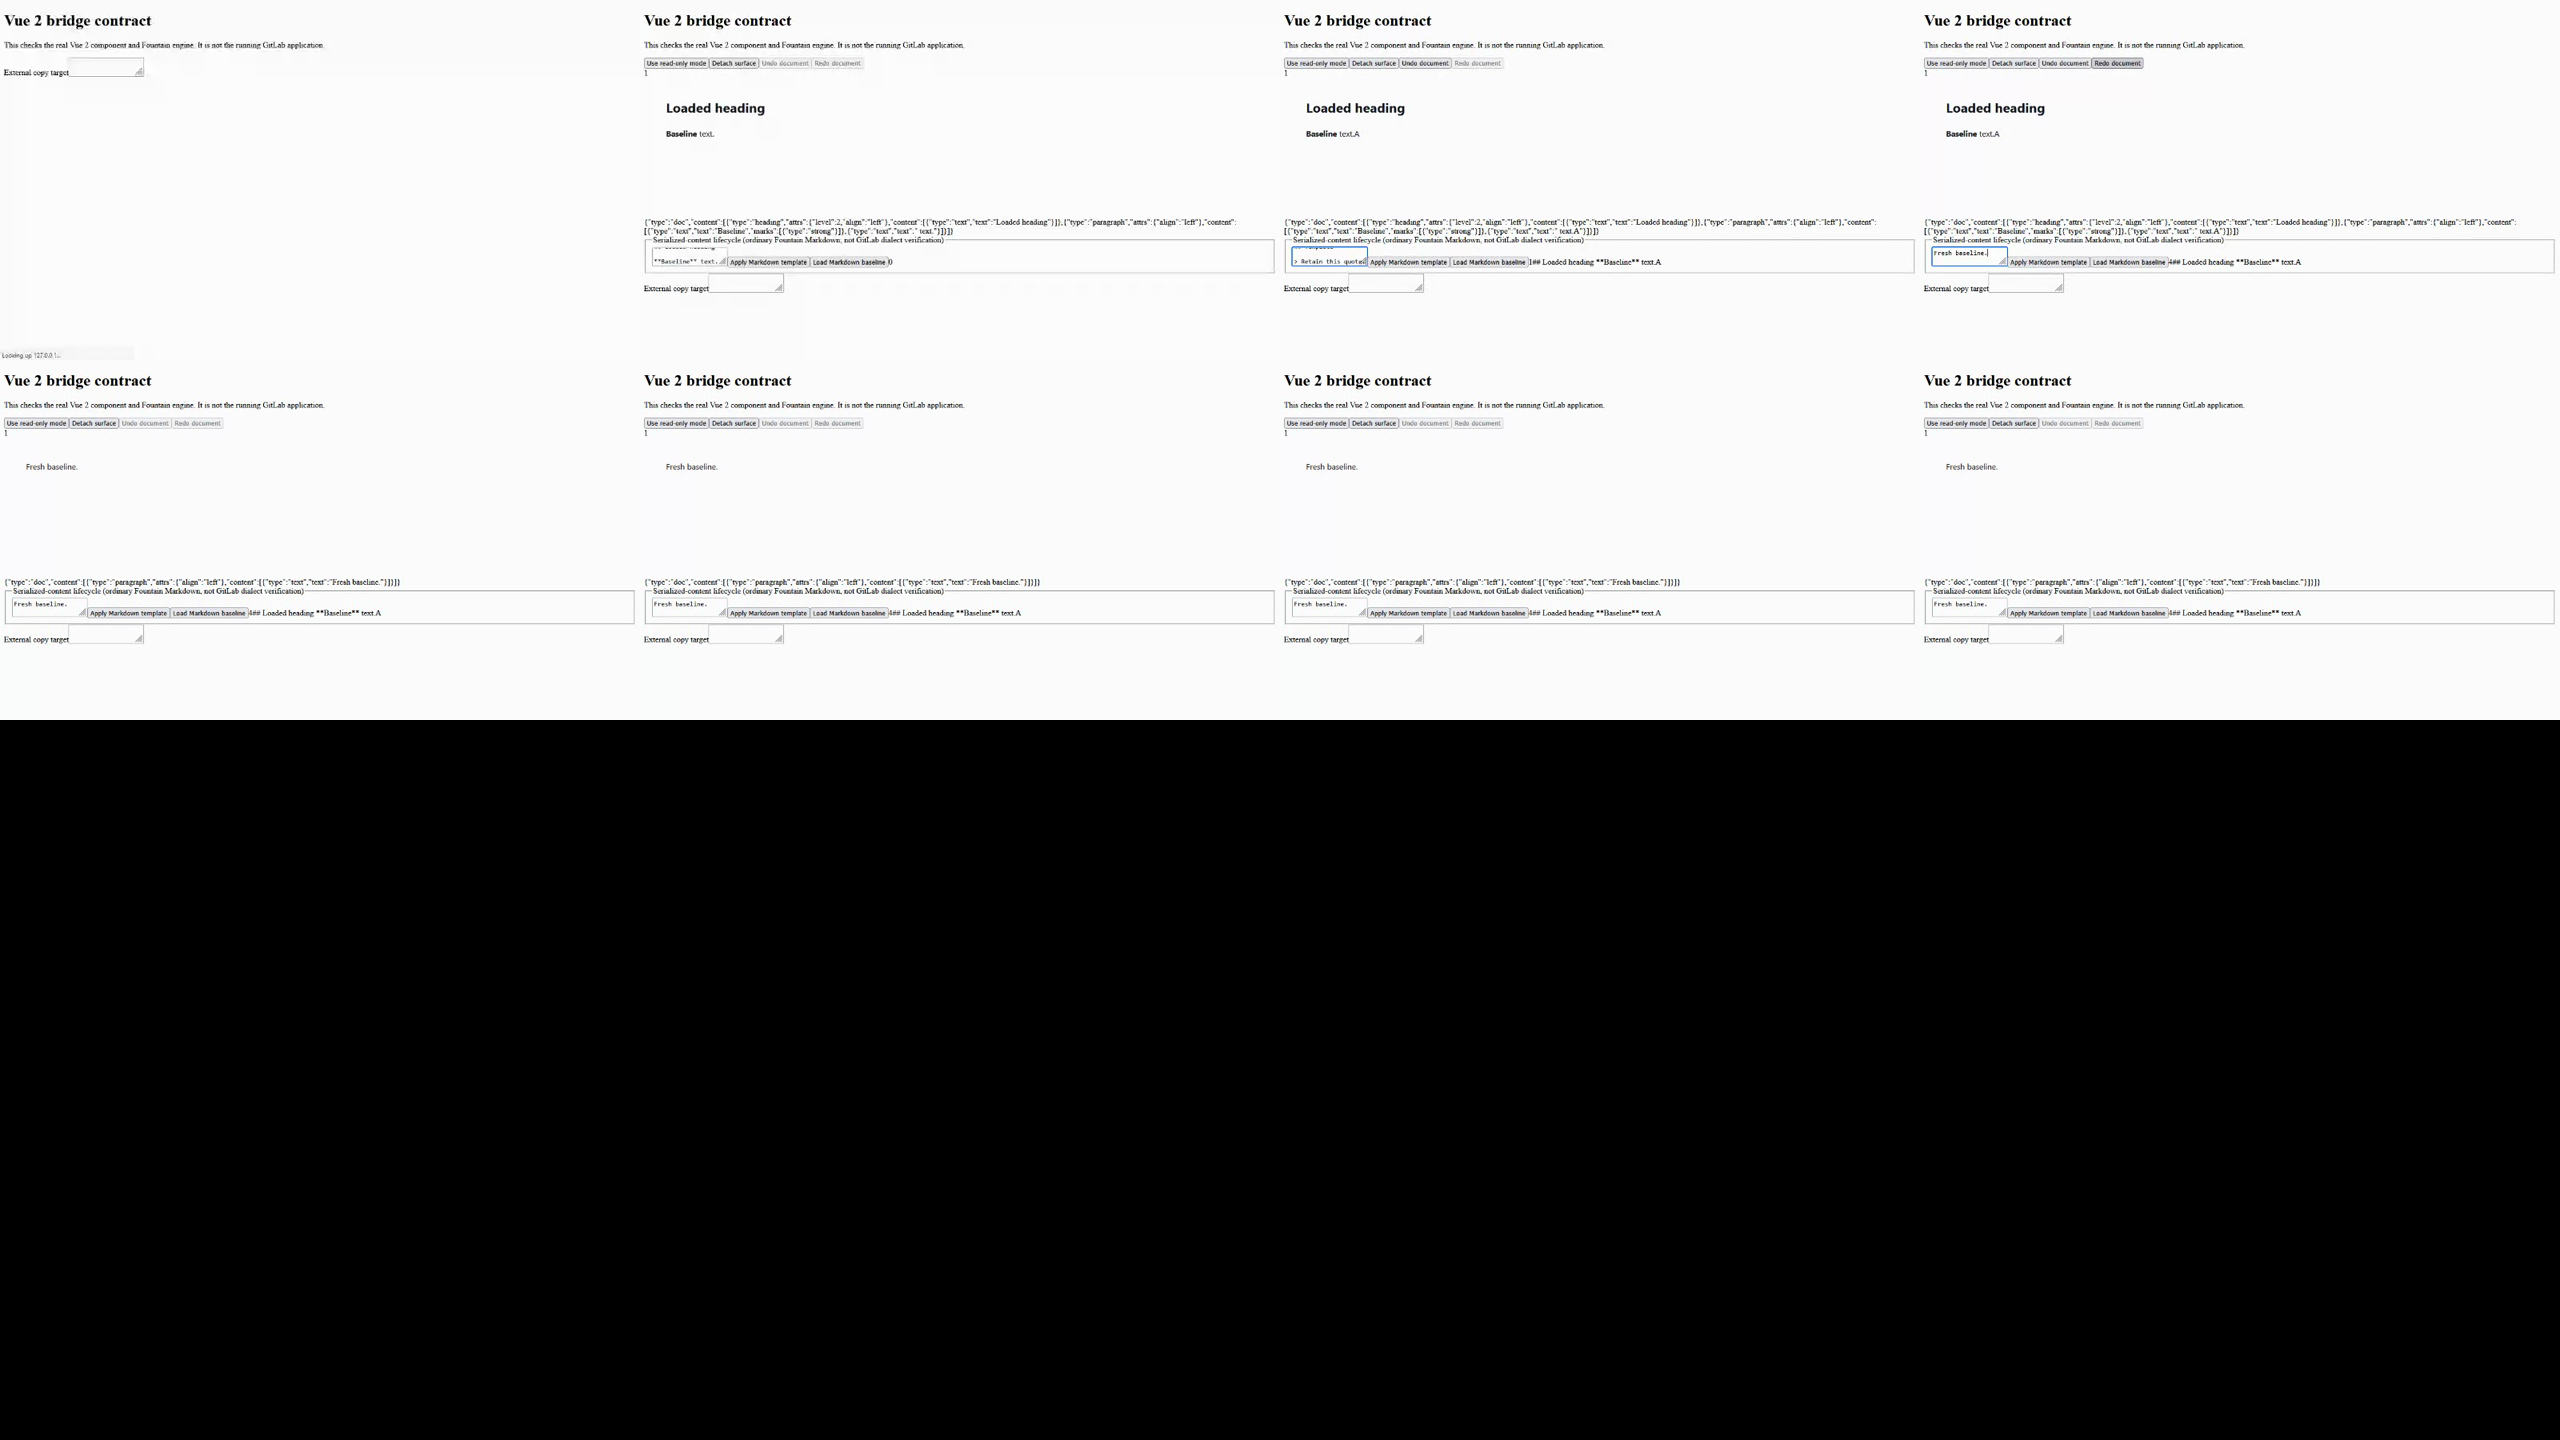 Vue 2 bridge contract
This checks the real Vue 2 component and Fountain engine. It is not the running GitLab application.
External copy target
Looking up 127.0.0.1...
Vue 2 bridge contract
This checks the real Vue 2 component and Fountain engine. It is not the running GitLab application.
Use read-only mode Detach surface Undo document Redo document
1
Loaded heading
Baseline text.
{"type":"doc","content":[{"type":"heading","attrs":{"level":2,"align":"left"},"content":[{"type":"text","text":"Loaded heading"}]},{"type":"paragraph","attrs":{"align":"left"},"content":
[{"type":"text","text":"Baseline","marks":[{"type":"strong"}]},{"type":"text","text":" text."}]}]}
Serialized-content lifecycle (ordinary Fountain Markdown, not GitLab dialect verification)
**Baseline** text. Apply Markdown template Load Markdown baseline 0
External copy target
Vue 2 bridge contract
This checks the real Vue 2 component and Fountain engine. It is not the running GitLab application.
Use read-only mode Detach surface Undo document Redo document
1
Loaded heading
Baseline text.A
{"type":"doc","content":[{"type":"heading","attrs":{"level":2,"align":"left"},"content":[{"type":"text","text":"Loaded heading"}]},{"type":"paragraph","attrs":{"align":"left"},"content":
[{"type":"text","text":"Baseline","marks":[{"type":"strong"}]},{"type":"text","text":" text.A"}]}]}
Serialized-content lifecycle (ordinary Fountain Markdown, not GitLab dialect verification)
> Retain this quote Apply Markdown template Load Markdown baseline 1## Loaded heading **Baseline** text.A
External copy target
Vue 2 bridge contract
This checks the real Vue 2 component and Fountain engine. It is not the running GitLab application.
Use read-only mode Detach surface Undo document Redo document
1
Loaded heading
Baseline text.A
{"type":"doc","content":[{"type":"heading","attrs":{"level":2,"align":"left"},"content":[{"type":"text","text":"Loaded heading"}]},{"type":"paragraph","attrs":{"align":"left"},"content":
[{"type":"text","text":"Baseline","marks":[{"type":"strong"}]},{"type":"text","text":" text.A"}]}]}
Serialized-content lifecycle (ordinary Fountain Markdown, not GitLab dialect verification)
Fresh baseline. Apply Markdown template Load Markdown baseline 4## Loaded heading **Baseline** text.A
External copy target
Vue 2 bridge contract
This checks the real Vue 2 component and Fountain engine. It is not the running GitLab application.
Use read-only mode Detach surface Undo document Redo document
1
Fresh baseline.
{"type":"doc","content":[{"type":"paragraph","attrs":{"align":"left"},"content":[{"type":"text","text":"Fresh baseline."}]}]}
Serialized-content lifecycle (ordinary Fountain Markdown, not GitLab dialect verification)
Fresh baseline. Apply Markdown template Load Markdown baseline 4## Loaded heading **Baseline** text.A
External copy target
Vue 2 bridge contract
This checks the real Vue 2 component and Fountain engine. It is not the running GitLab application.
Use read-only mode Detach surface Undo document Redo document
1
Fresh baseline.
{"type":"doc","content":[{"type":"paragraph","attrs":{"align":"left"},"content":[{"type":"text","text":"Fresh baseline."}]}]}
Serialized-content lifecycle (ordinary Fountain Markdown, not GitLab dialect verification)
Fresh baseline. Apply Markdown template Load Markdown baseline 4## Loaded heading **Baseline** text.A
External copy target
Vue 2 bridge contract
This checks the real Vue 2 component and Fountain engine. It is not the running GitLab application.
Use read-only mode Detach surface Undo document Redo document
1
Fresh baseline.
{"type":"doc","content":[{"type":"paragraph","attrs":{"align":"left"},"content":[{"type":"text","text":"Fresh baseline."}]}]}
Serialized-content lifecycle (ordinary Fountain Markdown, not GitLab dialect verification)
Fresh baseline. Apply Markdown template Load Markdown baseline 4## Loaded heading **Baseline** text.A
External copy target
Vue 2 bridge contract
This checks the real Vue 2 component and Fountain engine. It is not the running GitLab application.
Use read-only mode Detach surface Undo document Redo document
1
Fresh baseline.
{"type":"doc","content":[{"type":"paragraph","attrs":{"align":"left"},"content":[{"type":"text","text":"Fresh baseline."}]}]}
Serialized-content lifecycle (ordinary Fountain Markdown, not GitLab dialect verification)
Fresh baseline. Apply Markdown template Load Markdown baseline 4## Loaded heading **Baseline** text.A
External copy target